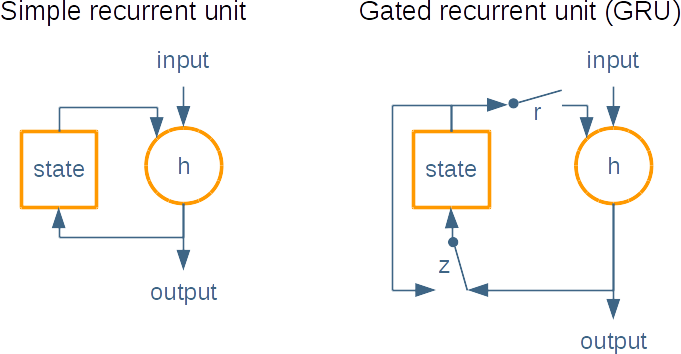 Simple recurrent unit
input
state
h
output
Gated recurrent unit (GRU)
input
r
state
h
z
output